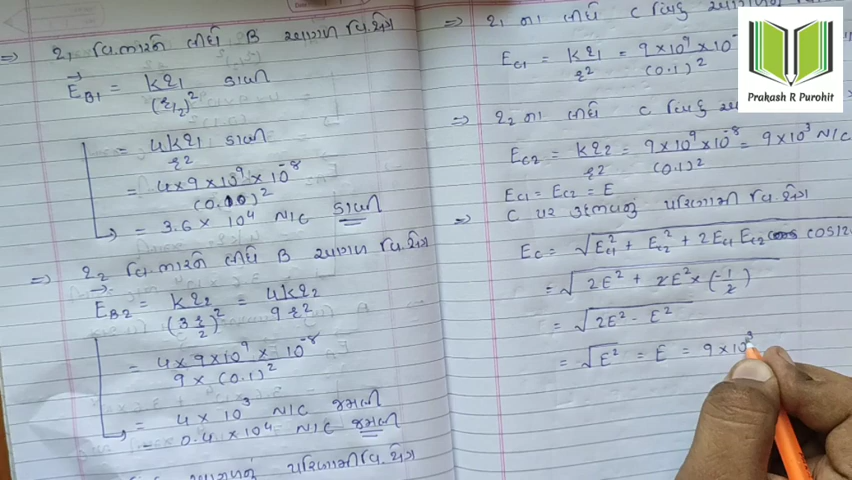 ⇒ q₁ વિ.ભારને લીધે B આગળ વિ.ક્ષેત્ર
E⃗B1 = kq₁ / (r/2)² ડાબી
= 4kq₁ / r² ડાબી
= 4×9×10⁹×10⁻⁸ / (0.10)²
= 3.6 × 10⁴ N/C ડાબી
⇒ q₂ વિ.ભારને લીધે B આગળ વિ.ક્ષેત્ર
E⃗B2 = kq₂ / (3r/2)² = 4kq₂ / 9r²
= 4×9×10⁹×10⁻⁸ / 9×(0.1)²
= 4 × 10³ N/C જમણી
= 0.4 × 10⁴ N/C જમણી
પરિણામી વિ.ક્ષેત્ર
⇒ q₁ ના લીધે C બિંદુ
EC1 = kq₁ / r² = 9×10⁹×10 / (0.1)²
⇒ q₂ ના લીધે C બિંદુ
EC2 = kq₂ / r² = 9×10⁹×10⁻⁸ / (0.1)² = 9×10³ N/C
EC1 = EC2 = E
⇒ C પર ઉદ્ભવતું પરિણામી વિ.ક્ષેત્ર
EC = √(EC1² + EC2² + 2EC1 EC2 cos12
= √(2E² + 2E² × (-1/2))
= √(2E² - E²)
= √E² = E = 9×10³
Prakash R Purohit